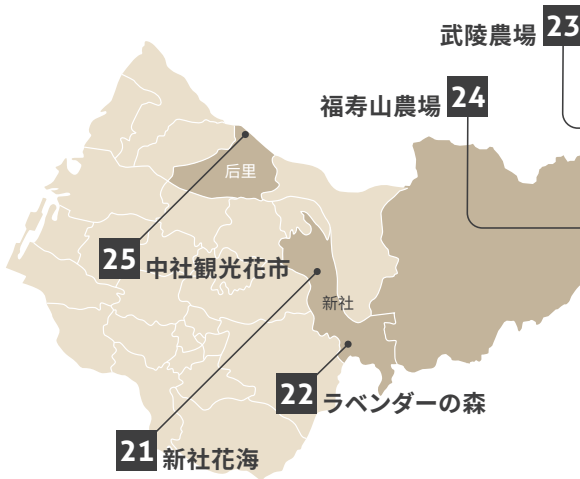 武陵農場 23
福寿山農場 24
后里
25 中社観光花市
新社
22 ラベンダーの森
21 新社花海